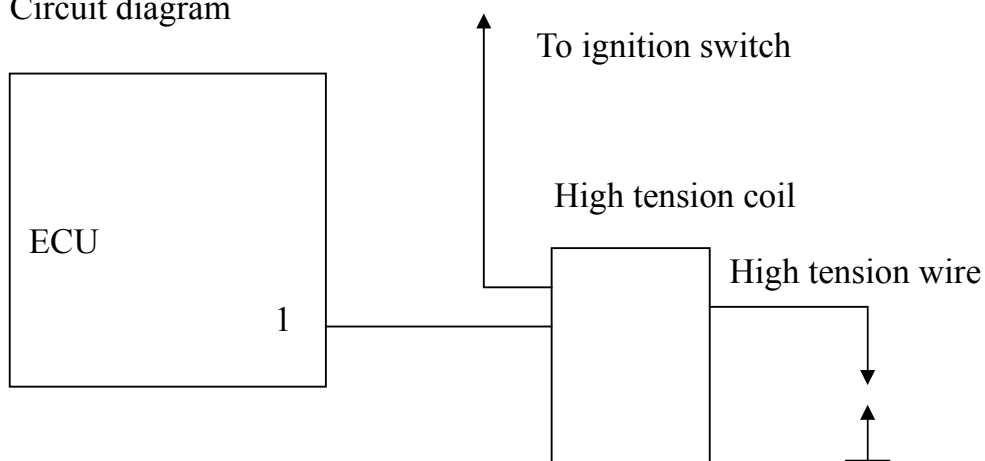 Circuit diagram
To ignition switch
High tension coil
ECU
High tension wire
1